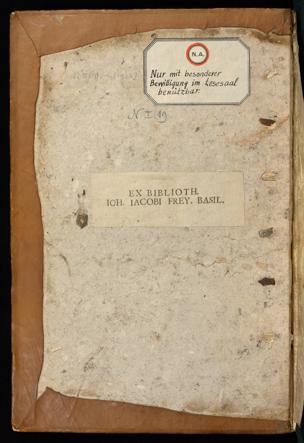 N.A.
Nur mit besonderer
Bewilligung im Lesesaal
benützbar.
N. I. 19
EX BIBLIOTH.
IOH. IACOBI FREY. BASIL.